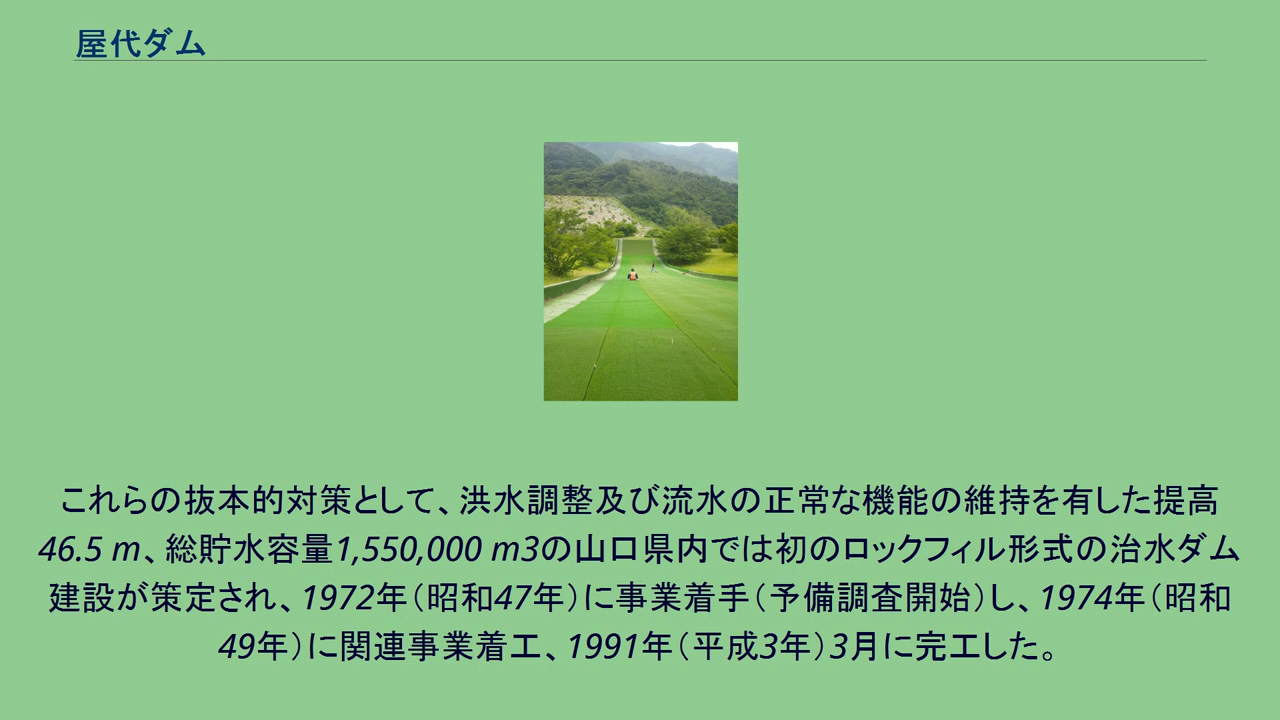 屋代ダム
これらの抜本的対策として、洪水調整及び流水の正常な機能の維持を有した提高
46.5 m、総貯水容量1,550,000 m3の山口県内では初のロックフィル形式の治水ダム
建設が策定され、1972年（昭和47年）に事業着手（予備調査開始）し、1974年（昭和
49年）に関連事業着工、1991年（平成3年）3月に完工した。